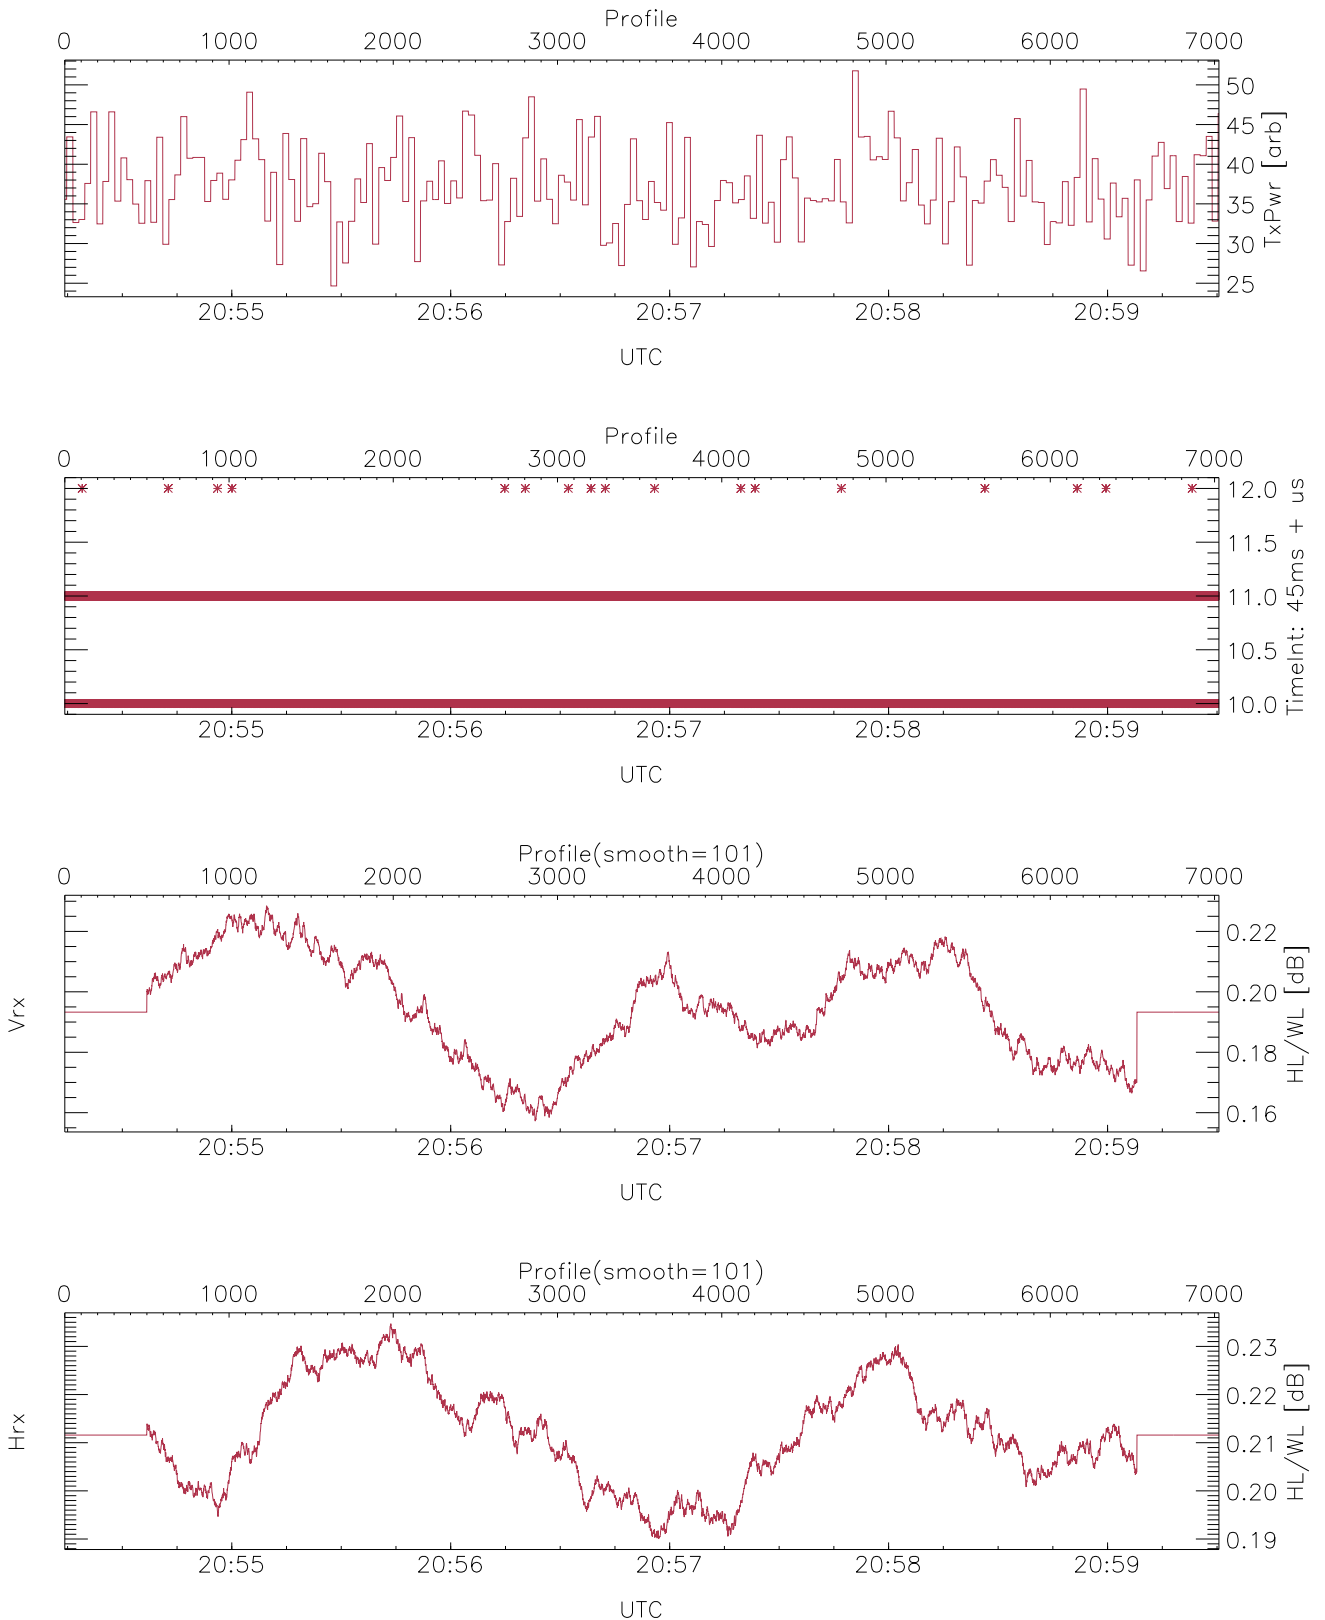 Profile
0 1000 2000 3000 4000 5000 6000 7000
50
45
40
35
30
25
TxPwr [arb]
20:55 20:56 20:57 20:58 20:59
UTC
Profile
0 1000 2000 3000 4000 5000 6000 7000
12.0
11.5
11.0
10.5
10.0
TimeInt: 45ms + us
20:55 20:56 20:57 20:58 20:59
UTC
Profile(smooth=101)
0 1000 2000 3000 4000 5000 6000 7000
Vrx
0.22
0.20
0.18
0.16
HL/WL [dB]
20:55 20:56 20:57 20:58 20:59
UTC
Profile(smooth=101)
0 1000 2000 3000 4000 5000 6000 7000
Hrx
0.23
0.22
0.21
0.20
0.19
HL/WL [dB]
20:55 20:56 20:57 20:58 20:59
UTC